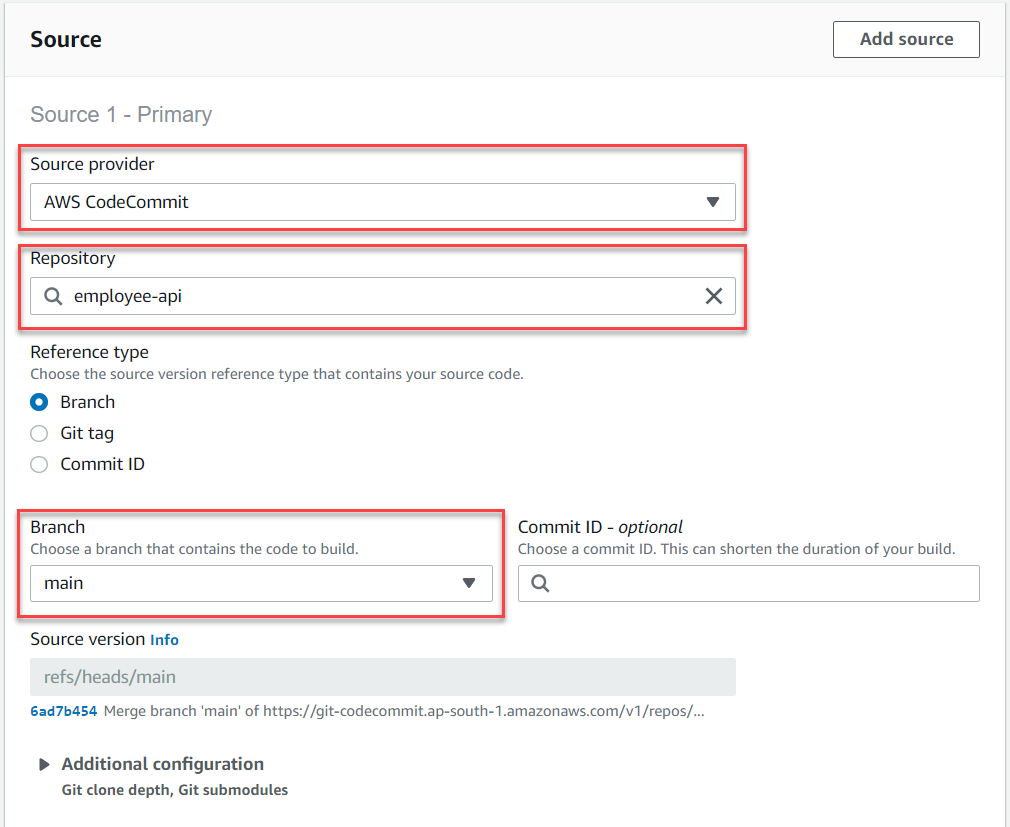 Source
Add source
Source 1 - Primary
Source provider
AWS CodeCommit
Repository
employee-api
Reference type
Choose the source version reference type that contains your source code.
Branch
Git tag
Commit ID
Branch
Choose a branch that contains the code to build.
main
Commit ID - optional
Choose a commit ID. This can shorten the duration of your build.
Source version Info
refs/heads/main
6ad7b454 Merge branch 'main' of https://git-codecommit.ap-south-1.amazonaws.com/v1/repos/...
Additional configuration
Git clone depth, Git submodules